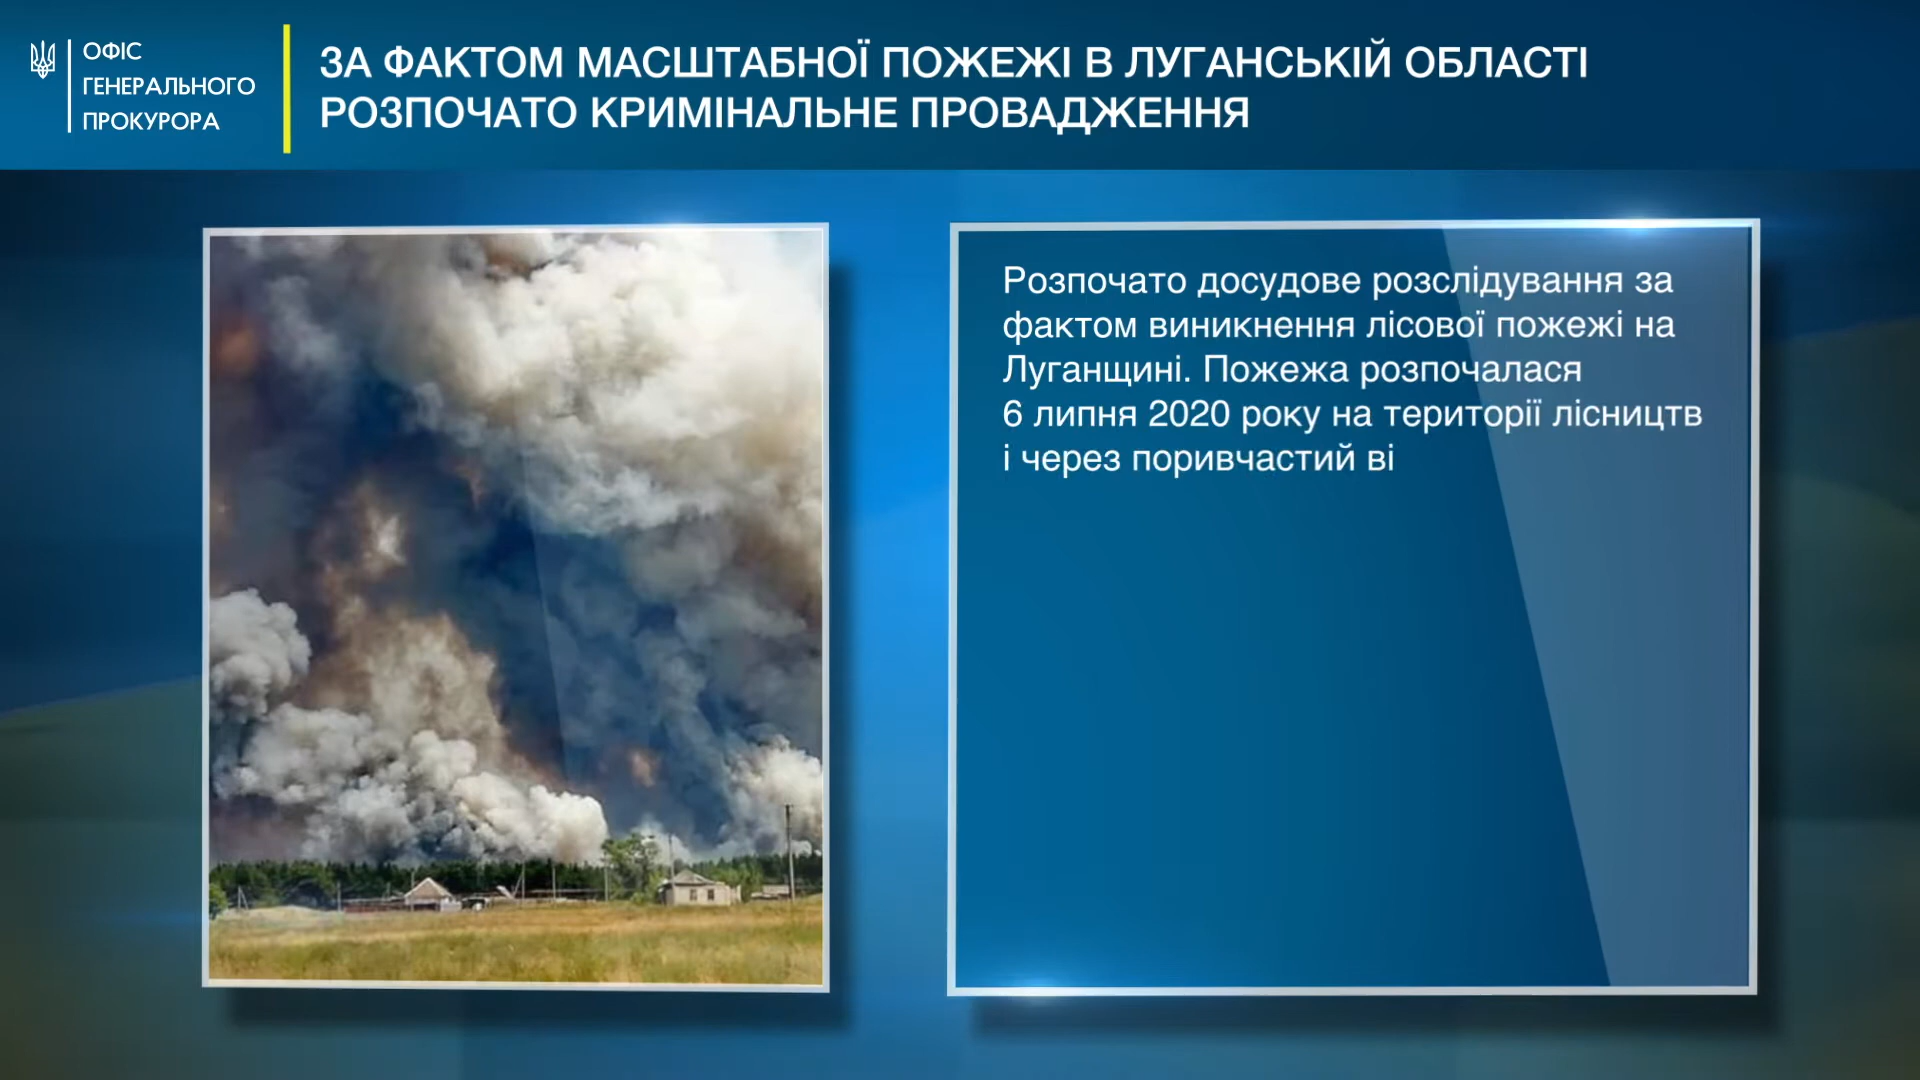 ОФІС
ГЕНЕРАЛЬНОГО
ПРОКУРОРА
ЗА ФАКТОМ МАСШТАБНОЇ ПОЖЕЖІ В ЛУГАНСЬКІЙ ОБЛАСТІ
РОЗПОЧАТО КРИМІНАЛЬНЕ ПРОВАДЖЕННЯ
Розпочато досудове розслідування за
фактом виникнення лісової пожежі на
Луганщині. Пожежа розпочалася
6 липня 2020 року на території лісництв
і через поривчастий ві